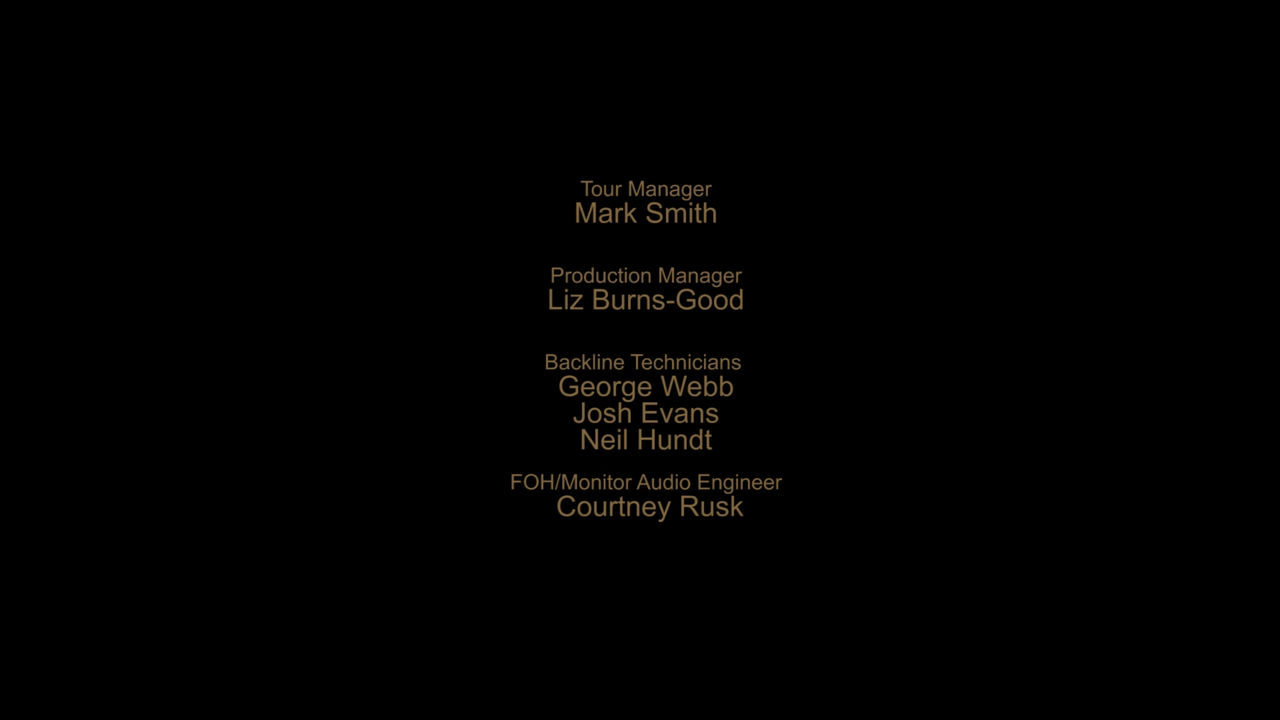 Tour Manager
Mark Smith
Production Manager
Liz Burns-Good
Backline Technicians
George Webb
Josh Evans
Neil Hundt
FOH/Monitor Audio Engineer
Courtney Rusk